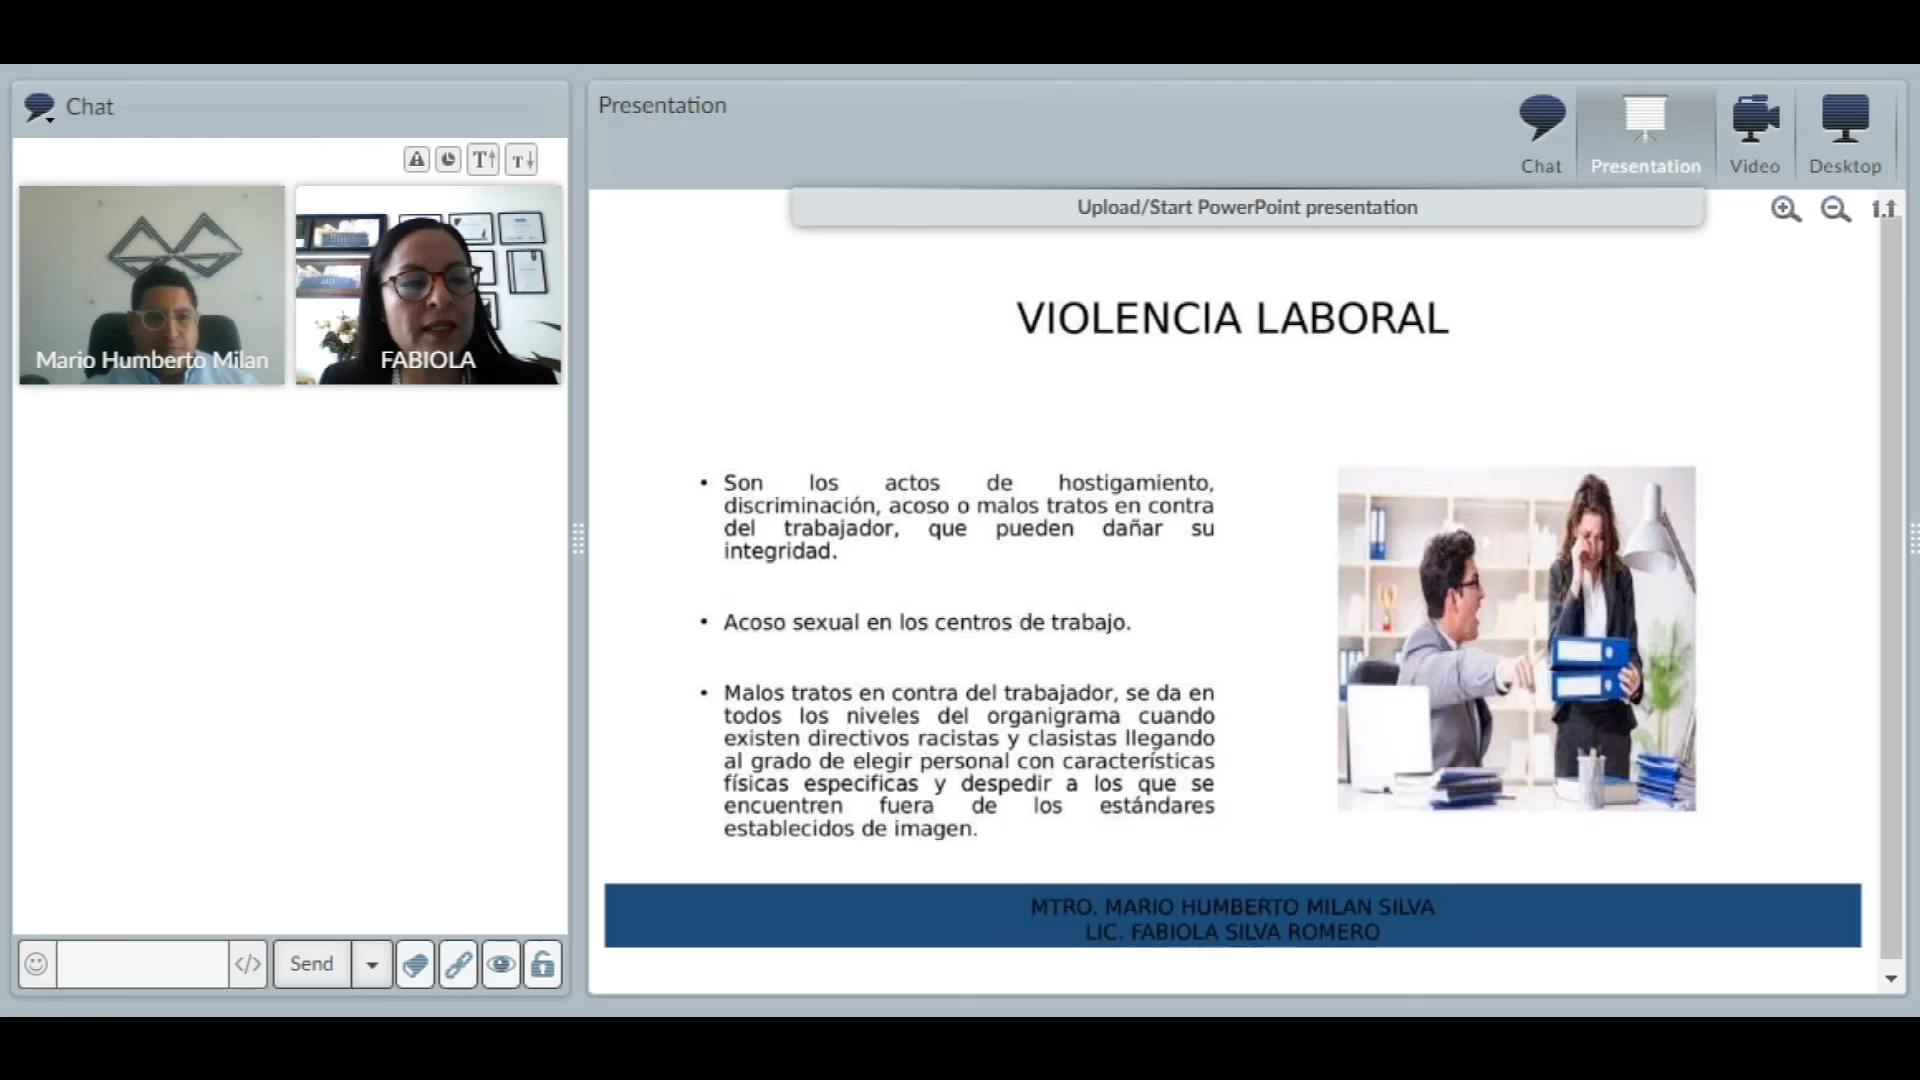 Chat
Mario Humberto Milan
FABIOLA
Send
Presentation
Chat
Presentation
Video
Desktop
Upload/Start PowerPoint presentation
1:1
VIOLENCIA LABORAL
• Son los actos de hostigamiento,
discriminación, acoso o malos tratos en contra
del trabajador, que pueden dañar su
integridad.
• Acoso sexual en los centros de trabajo.
• Malos tratos en contra del trabajador, se da en
todos los niveles del organigrama cuando
existen directivos racistas y clasistas llegando
al grado de elegir personal con características
físicas especificas y despedir a los que se
encuentren fuera de los estándares
establecidos de imagen.
MTRO. MARIO HUMBERTO MILAN SILVA
LIC. FABIOLA SILVA ROMERO